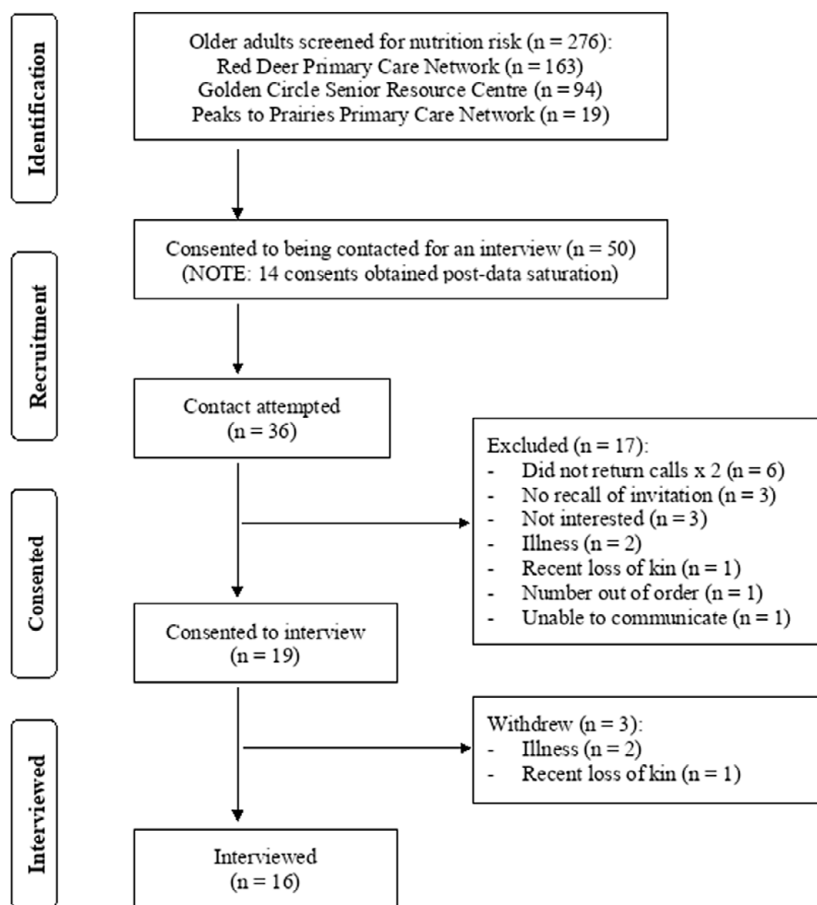 Identification
Older adults screened for nutrition risk (n = 276):
Red Deer Primary Care Network (n = 163)
Golden Circle Senior Resource Centre (n = 94)
Peaks to Prairies Primary Care Network (n = 19)
Recruitment
Consented to being contacted for an interview (n = 50)
(NOTE: 14 consents obtained post-data saturation)
Contact attempted
(n = 36)
Excluded (n = 17):
- Did not return calls x 2 (n = 6)
- No recall of invitation (n = 3)
- Not interested (n = 3)
- Illness (n = 2)
- Recent loss of kin (n = 1)
- Number out of order (n = 1)
- Unable to communicate (n = 1)
Consented
Consented to interview
(n = 19)
Withdrew (n = 3):
- Illness (n = 2)
- Recent loss of kin (n = 1)
Interviewed
Interviewed
(n = 16)